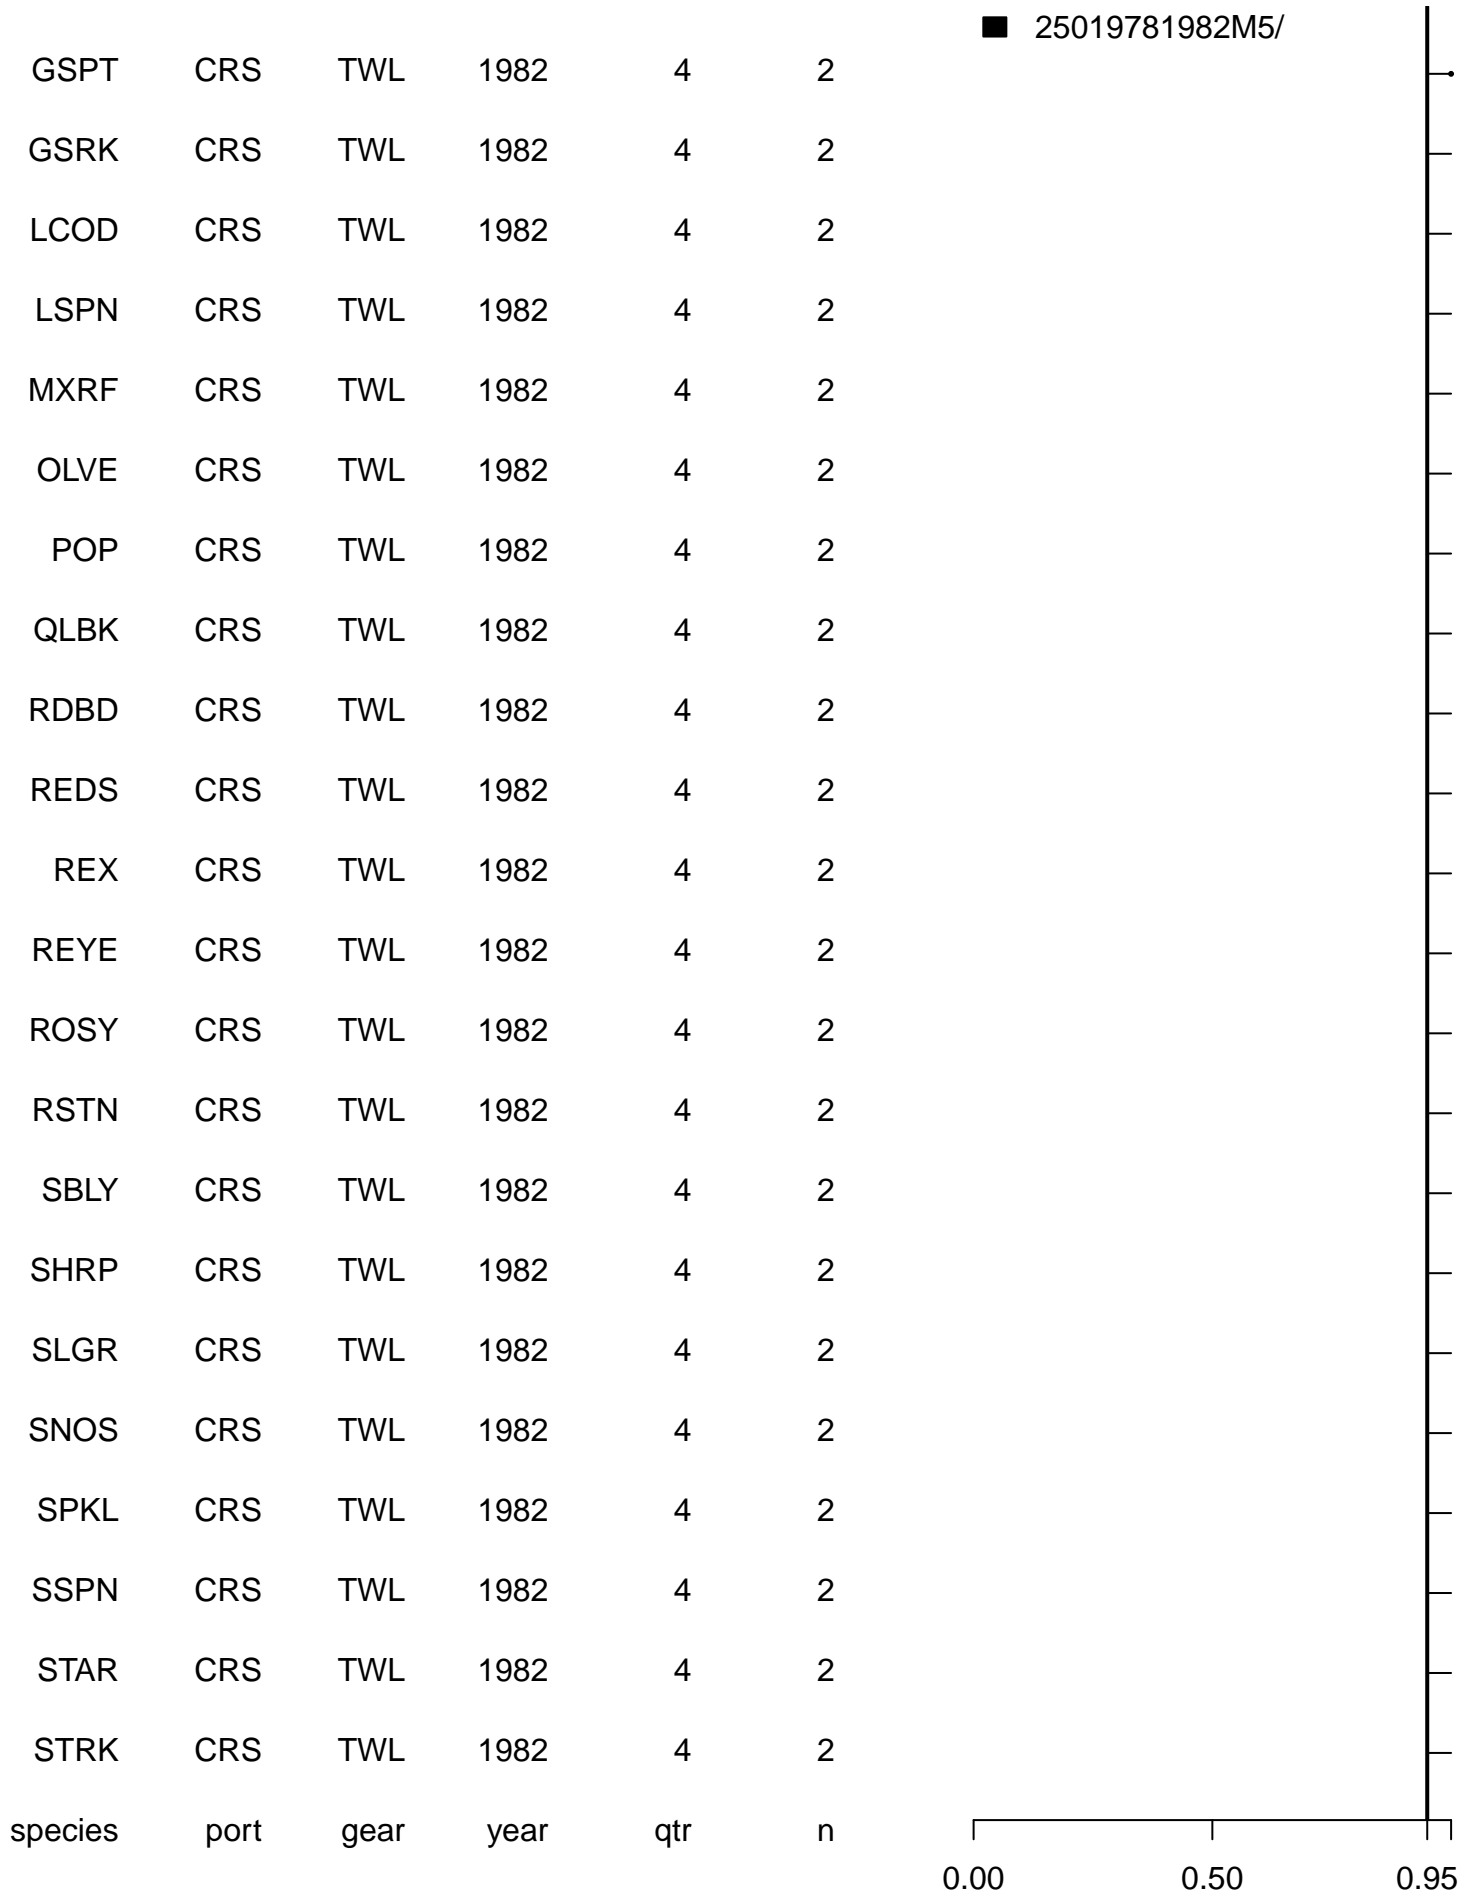 25019781982M5/
GSPT CRS TWL 1982 4 2
GSRK CRS TWL 1982 4 2
LCOD CRS TWL 1982 4 2
LSPN CRS TWL 1982 4 2
MXRF CRS TWL 1982 4 2
OLVE CRS TWL 1982 4 2
POP CRS TWL 1982 4 2
QLBK CRS TWL 1982 4 2
RDBD CRS TWL 1982 4 2
REDS CRS TWL 1982 4 2
REX CRS TWL 1982 4 2
REYE CRS TWL 1982 4 2
ROSY CRS TWL 1982 4 2
RSTN CRS TWL 1982 4 2
SBLY CRS TWL 1982 4 2
SHRP CRS TWL 1982 4 2
SLGR CRS TWL 1982 4 2
SNOS CRS TWL 1982 4 2
SPKL CRS TWL 1982 4 2
SSPN CRS TWL 1982 4 2
STAR CRS TWL 1982 4 2
STRK CRS TWL 1982 4 2
species port gear year qtr n
0.00 0.50 0.95